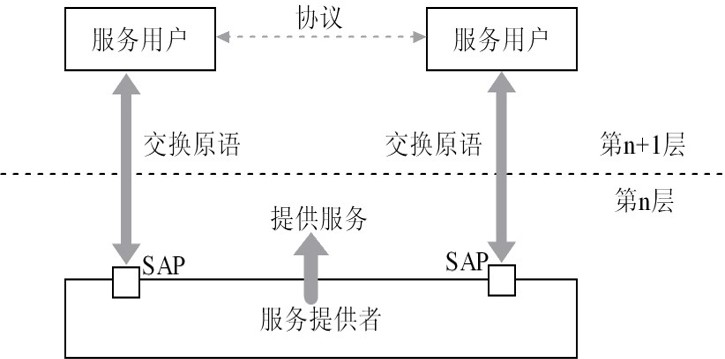 协议
服务用户
服务用户
交换原语
交换原语
第n+1层
第n层
提供服务
SAP
SAP
服务提供者